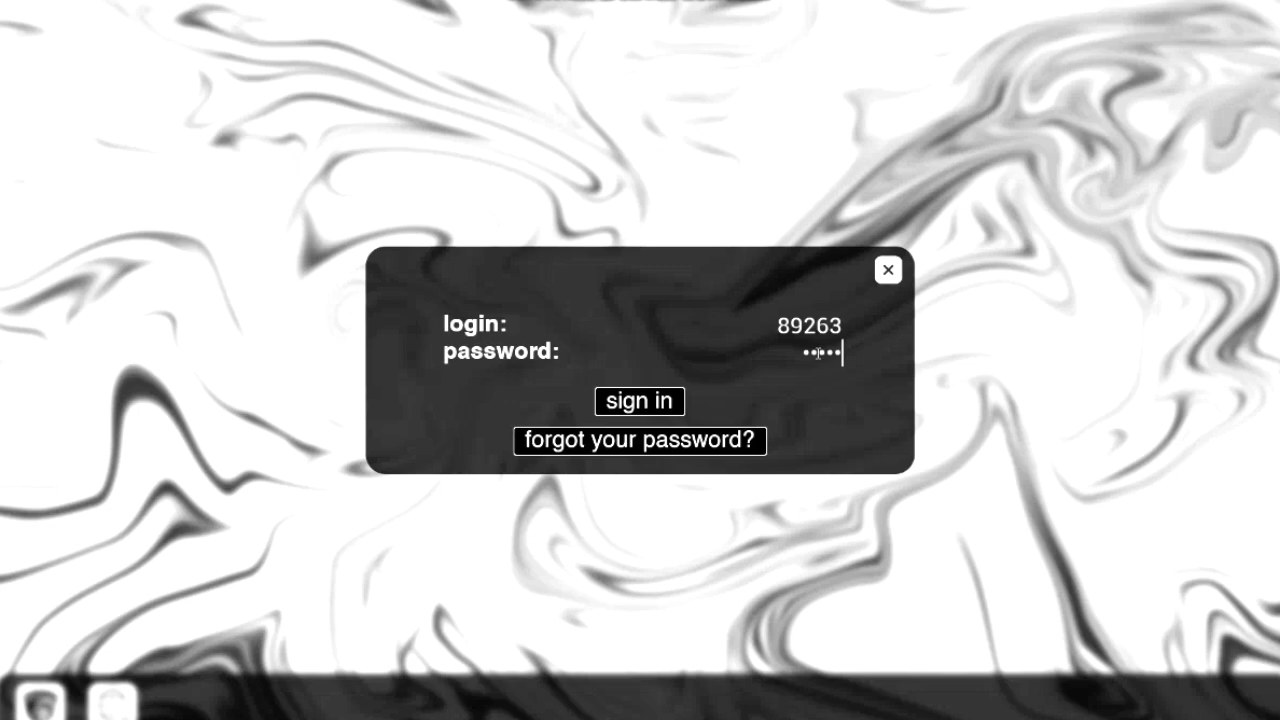 login: 89263
password: •••••
sign in
forgot your password?